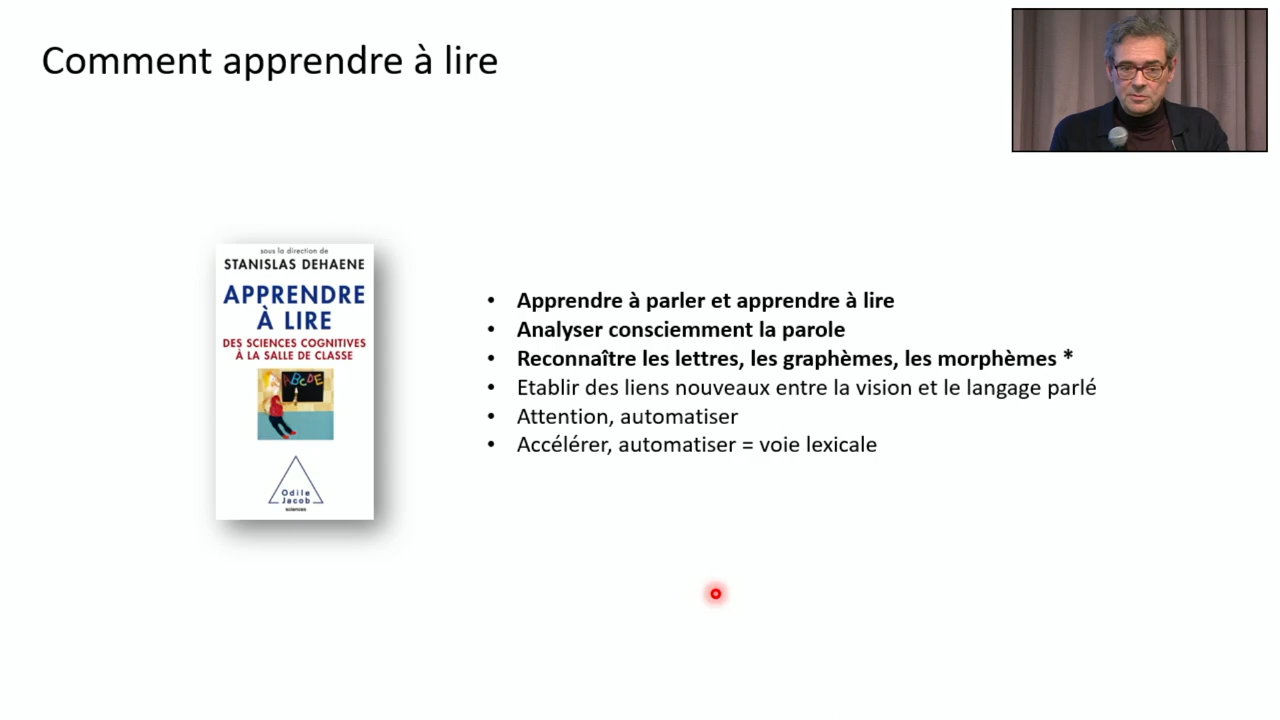 Comment apprendre à lire
sous la direction de
STANISLAS DEHAENE
APPRENDRE
À LIRE
DES SCIENCES COGNITIVES
À LA SALLE DE CLASSE
ABCDE
Odile
Jacob
sciences
• Apprendre à parler et apprendre à lire
• Analyser consciemment la parole
• Reconnaître les lettres, les graphèmes, les morphèmes *
• Etablir des liens nouveaux entre la vision et le langage parlé
• Attention, automatiser
• Accélérer, automatiser = voie lexicale